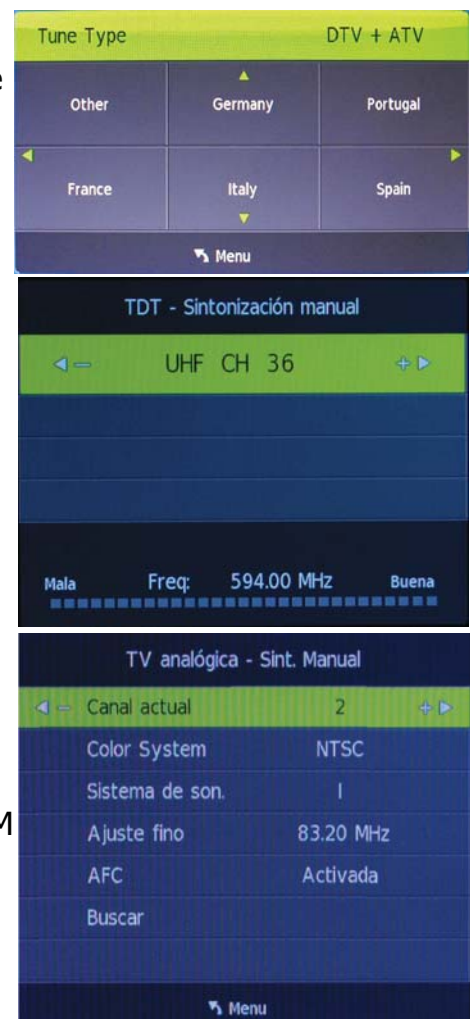 Tune Type DTV + ATV
Other Germany Portugal
France Italy Spain
Menu
TDT - Sintonización manual
UHF CH 36
Mala Freq: 594.00 MHz Buena
TV analógica - Sint. Manual
Canal actual 2
Color System NTSC
Sistema de son. I
Ajuste fino 83.20 MHz
AFC Activada
Buscar
Menu
e
M